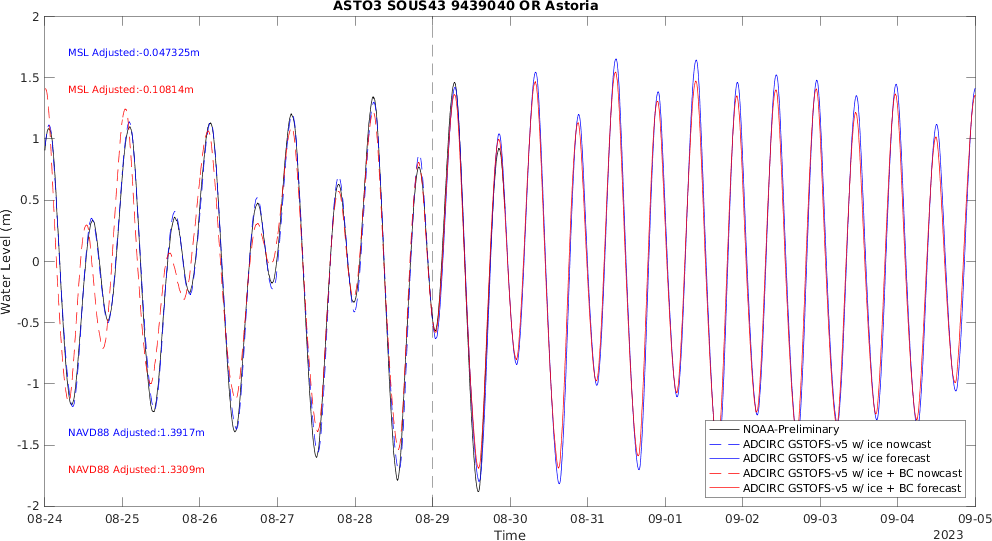 ASTO3 SOUS43 9439040 OR Astoria
2
1.5
1
0.5
0
-0.5
-1
-1.5
-2
Water Level (m)
MSL Adjusted:-0.047325m
MSL Adjusted:-0.10814m
NAVD88 Adjusted:1.3917m
NAVD88 Adjusted:1.3309m
NOAA-Preliminary
ADCIRC GSTOFS-v5 w/ ice nowcast
ADCIRC GSTOFS-v5 w/ ice forecast
ADCIRC GSTOFS-v5 w/ ice + BC nowcast
ADCIRC GSTOFS-v5 w/ ice + BC forecast
08-24 08-25 08-26 08-27 08-28 08-29 08-30 08-31 09-01 09-02 09-03 09-04 09-05
Time
2023